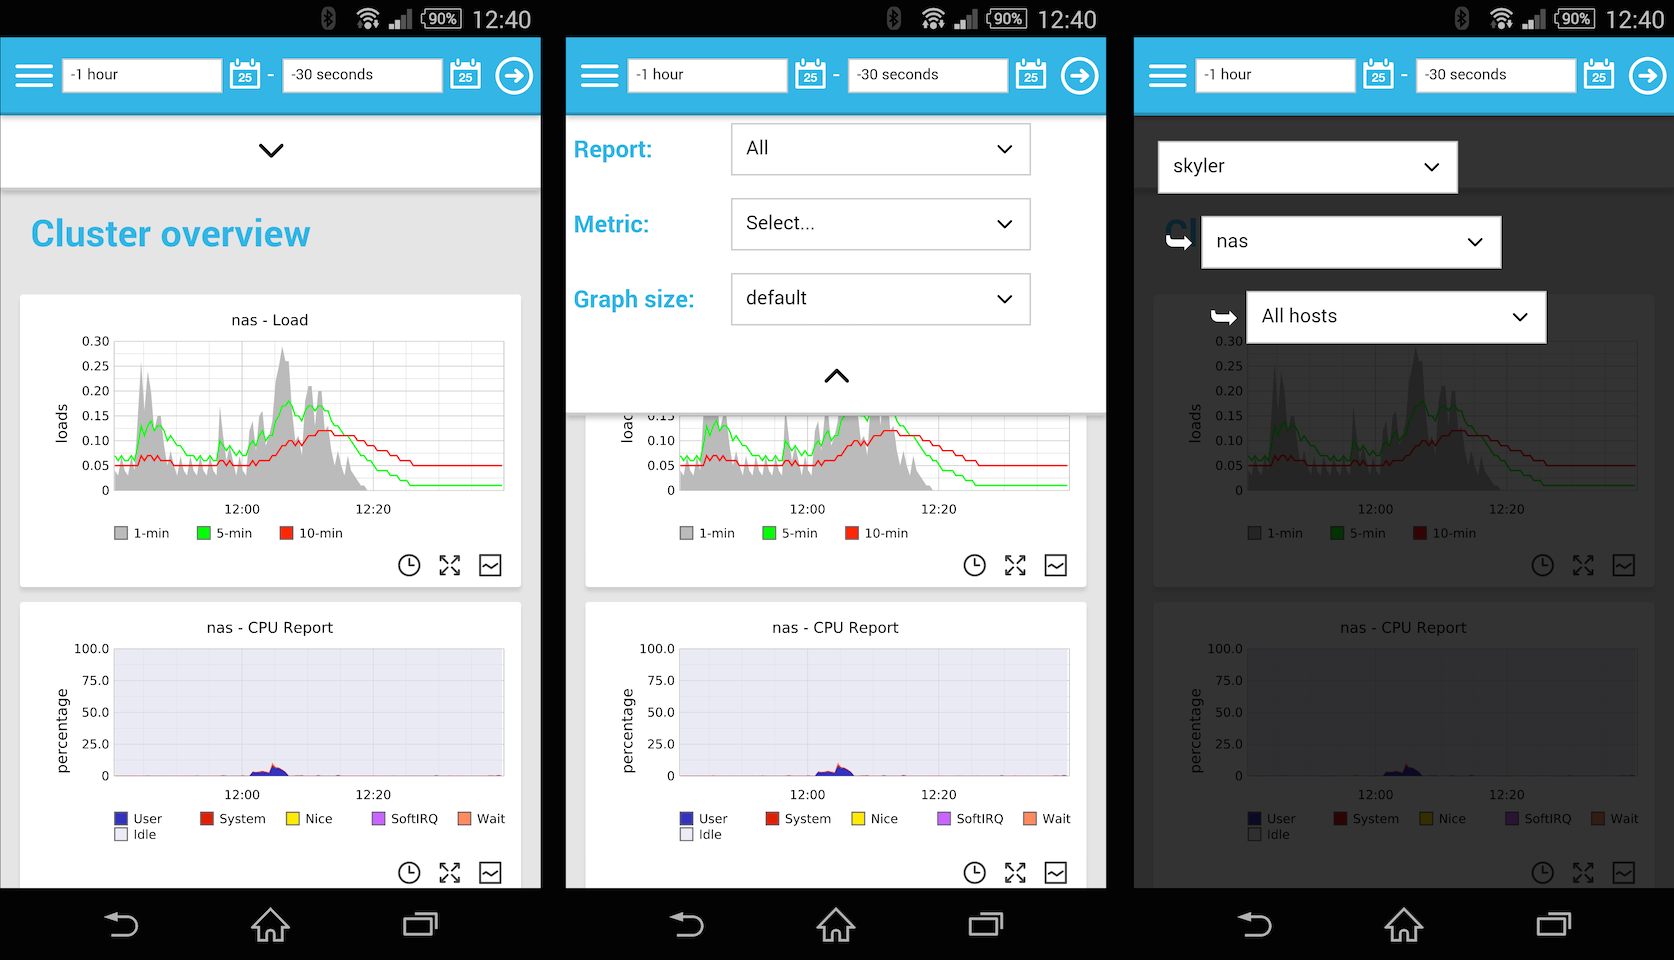 90% 12:40
-1 hour 25 - -30 seconds 25
Cluster overview
nas - Load
0.30
0.25
0.20
0.15
0.10
0.05
0
loads
12:00 12:20
1-min 5-min 10-min
nas - CPU Report
100.0
75.0
50.0
25.0
0
percentage
12:00 12:20
User System Nice SoftIRQ Wait
Idle
90% 12:40
-1 hour 25 - -30 seconds 25
Report: All
Metric: Select...
Graph size: default
0.15
0.10
0.05
0
loads
12:00 12:20
1-min 5-min 10-min
nas - CPU Report
100.0
75.0
50.0
25.0
0
percentage
12:00 12:20
User System Nice SoftIRQ Wait
Idle
90% 12:40
-1 hour 25 - -30 seconds 25
skyler
Cl
nas
All hosts
0.30
0.25
0.20
0.15
0.10
0.05
0
loads
12:00 12:20
1-min 5-min 10-min
nas - CPU Report
100.0
75.0
50.0
25.0
0
percentage
12:00 12:20
User System Nice SoftIRQ Wait
Idle